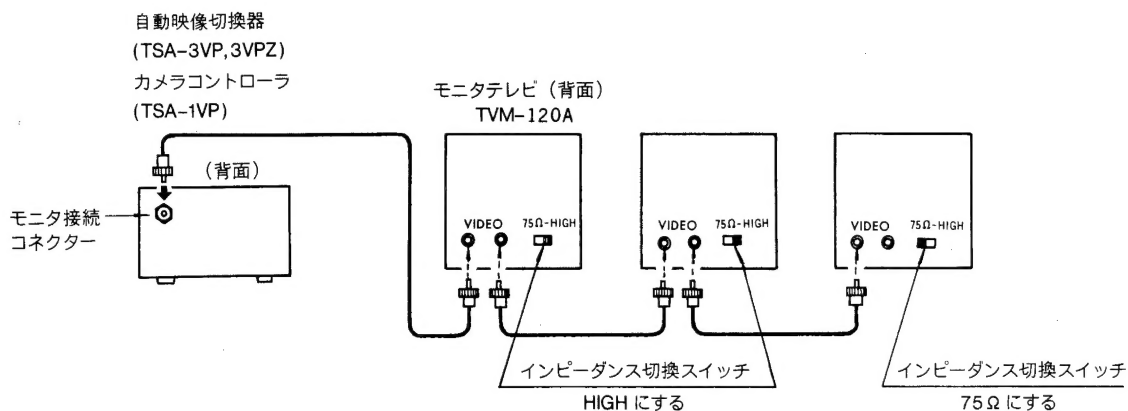 自動映像切換器
(TSA-3VP,3VPZ)
カメラコントローラ
(TSA-1VP)
(背面)
モニタ接続
コネクター
モニタテレビ(背面)
TVM-120A
VIDEO 75Ω-HIGH
VIDEO 75Ω-HIGH
VIDEO 75Ω-HIGH
インピーダンス切換スイッチ
HIGH にする
インピーダンス切換スイッチ
75Ω にする